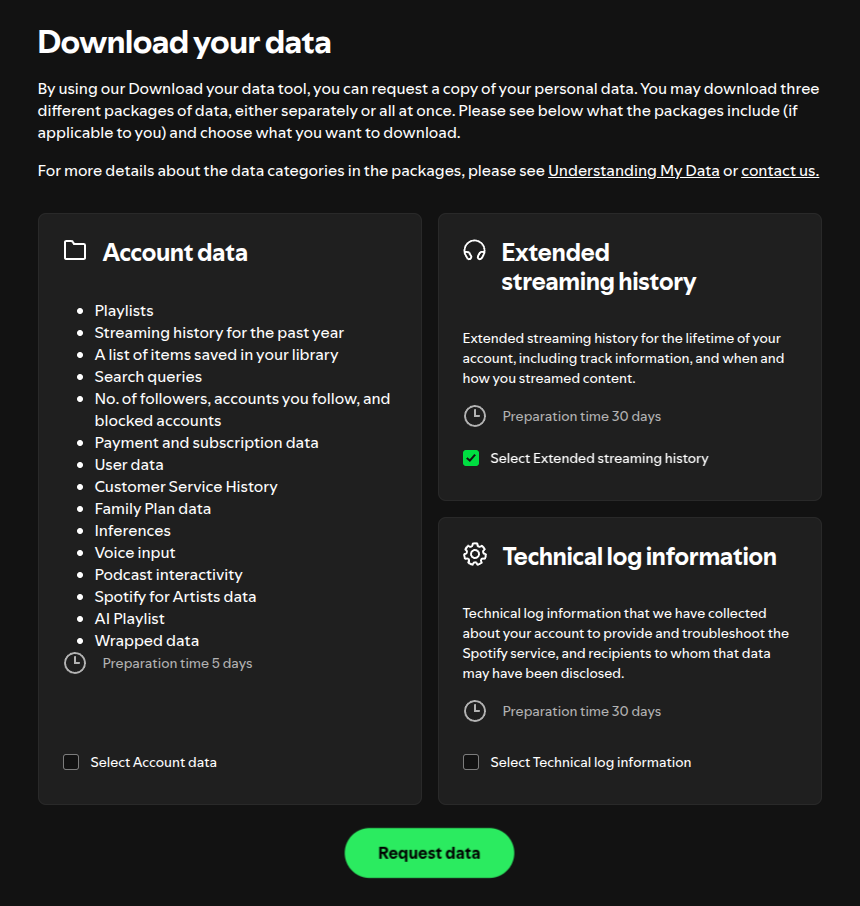 Download your data
By using our Download your data tool, you can request a copy of your personal data. You may download three
different packages of data, either separately or all at once. Please see below what the packages include (if
applicable to you) and choose what you want to download.
For more details about the data categories in the packages, please see Understanding My Data or contact us.
Account data
• Playlists
• Streaming history for the past year
• A list of items saved in your library
• Search queries
• No. of followers, accounts you follow, and
blocked accounts
• Payment and subscription data
• User data
• Customer Service History
• Family Plan data
• Inferences
• Voice input
• Podcast interactivity
• Spotify for Artists data
• AI Playlist
• Wrapped data
Preparation time 5 days
Select Account data
Extended
streaming history
Extended streaming history for the lifetime of your
account, including track information, and when and
how you streamed content.
Preparation time 30 days
Select Extended streaming history
Technical log information
Technical log information that we have collected
about your account to provide and troubleshoot the
Spotify service, and recipients to whom that data
may have been disclosed.
Preparation time 30 days
Select Technical log information
Request data